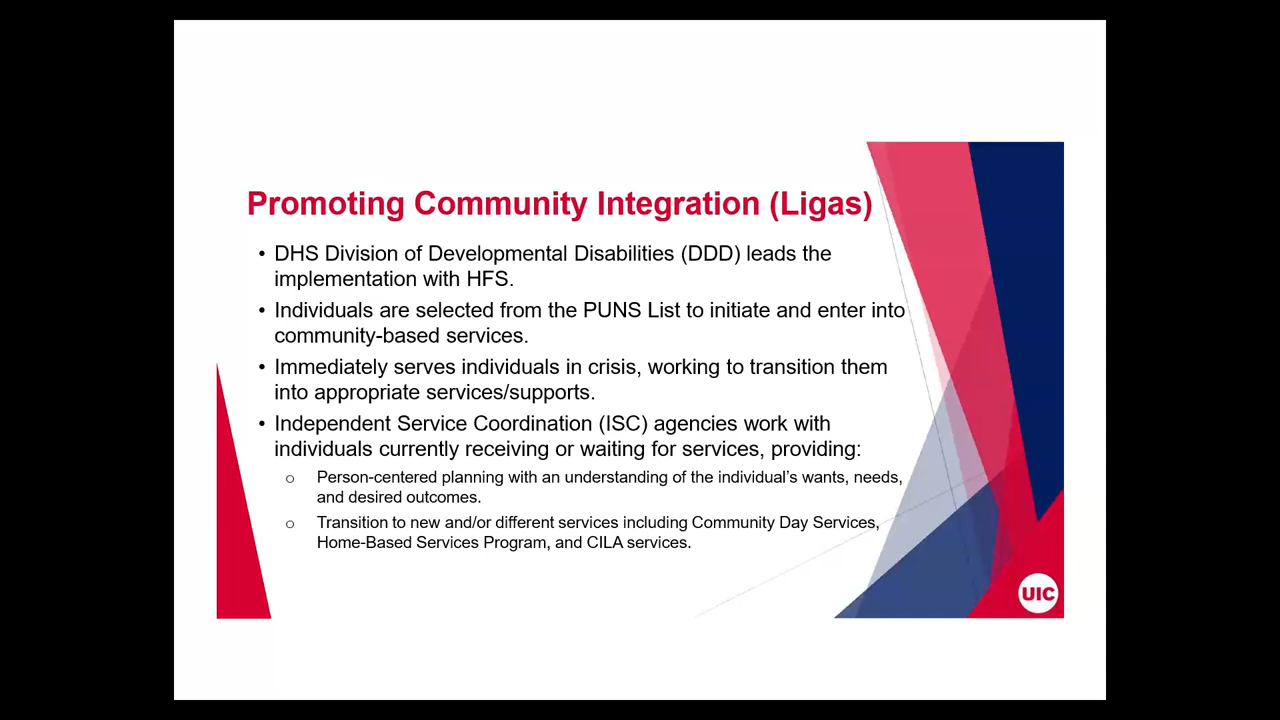 Promoting Community Integration (Ligas)
• DHS Division of Developmental Disabilities (DDD) leads the
implementation with HFS.
• Individuals are selected from the PUNS List to initiate and enter into
community-based services.
• Immediately serves individuals in crisis, working to transition them
into appropriate services/supports.
• Independent Service Coordination (ISC) agencies work with
individuals currently receiving or waiting for services, providing:
o Person-centered planning with an understanding of the individual’s wants, needs,
and desired outcomes.
o Transition to new and/or different services including Community Day Services,
Home-Based Services Program, and CILA services.
UIC